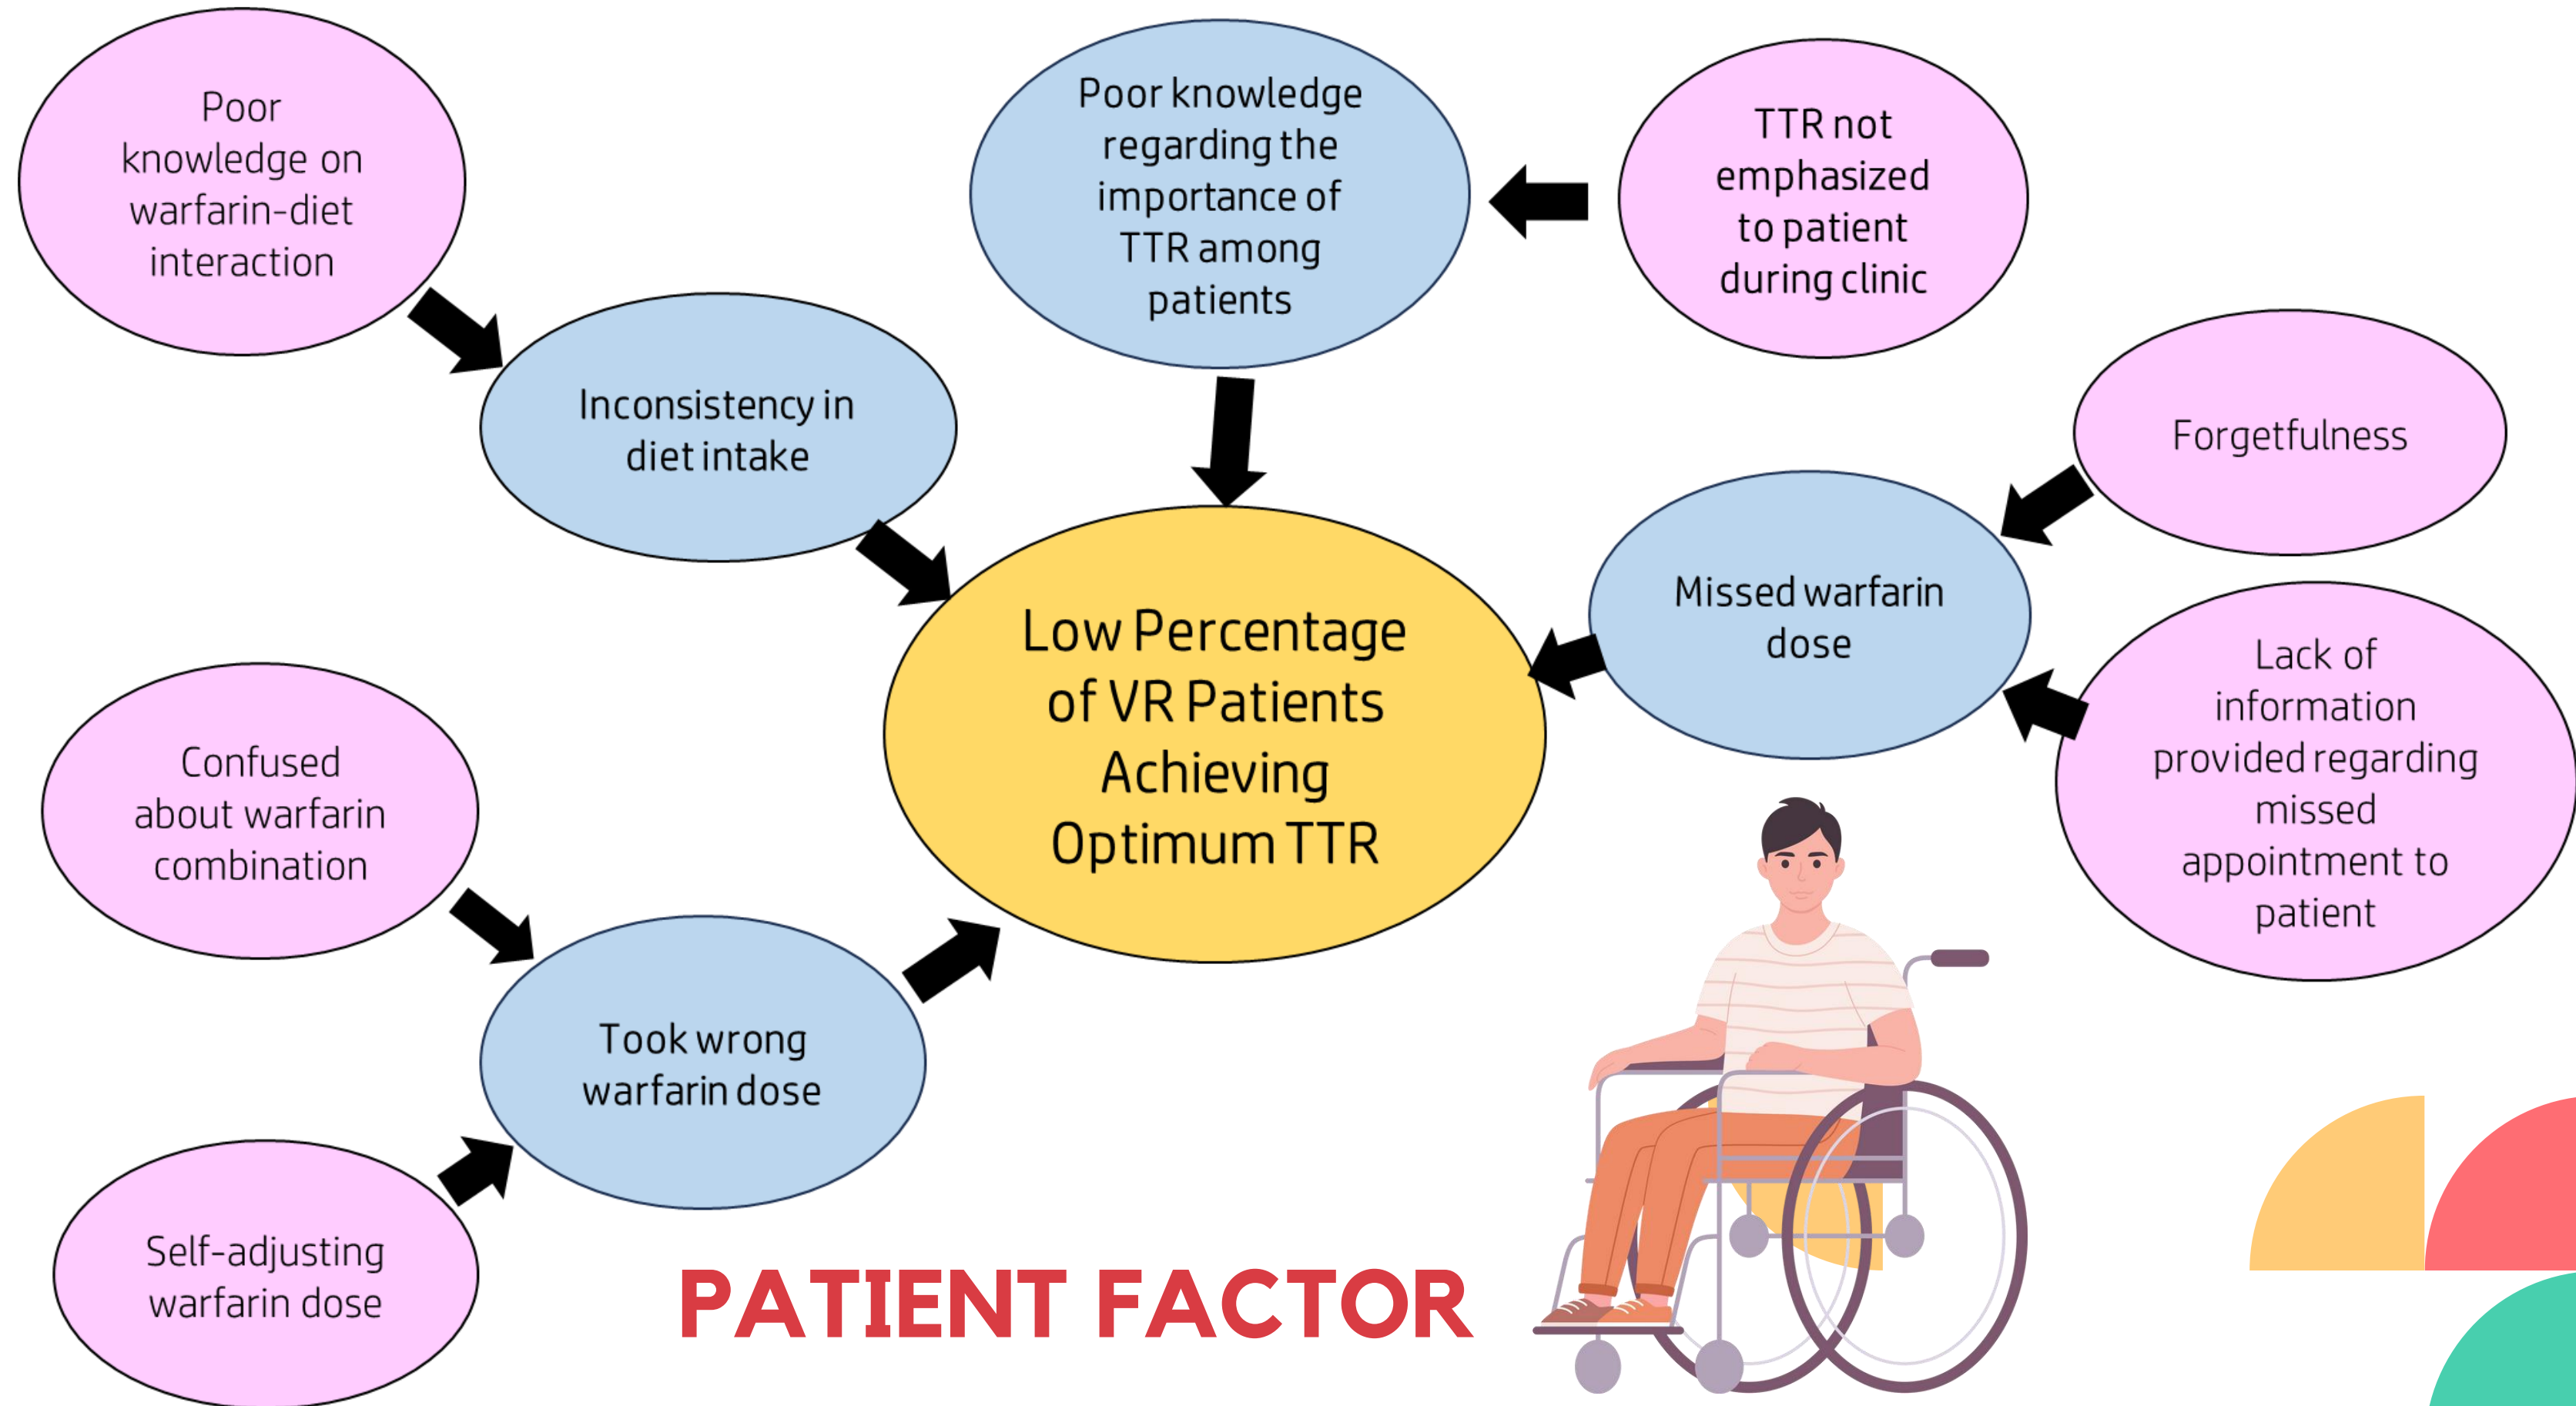 Poor
knowledge on
warfarin-diet
interaction
Inconsistency in
diet intake
Poor knowledge
regarding the
importance of
TTR among
patients
TTR not
emphasized
to patient
during clinic
Forgetfulness
Missed warfarin
dose
Lack of
information
provided regarding
missed
appointment to
patient
Low Percentage
of VR Patients
Achieving
Optimum TTR
Confused
about warfarin
combination
Took wrong
warfarin dose
Self-adjusting
warfarin dose
PATIENT FACTOR